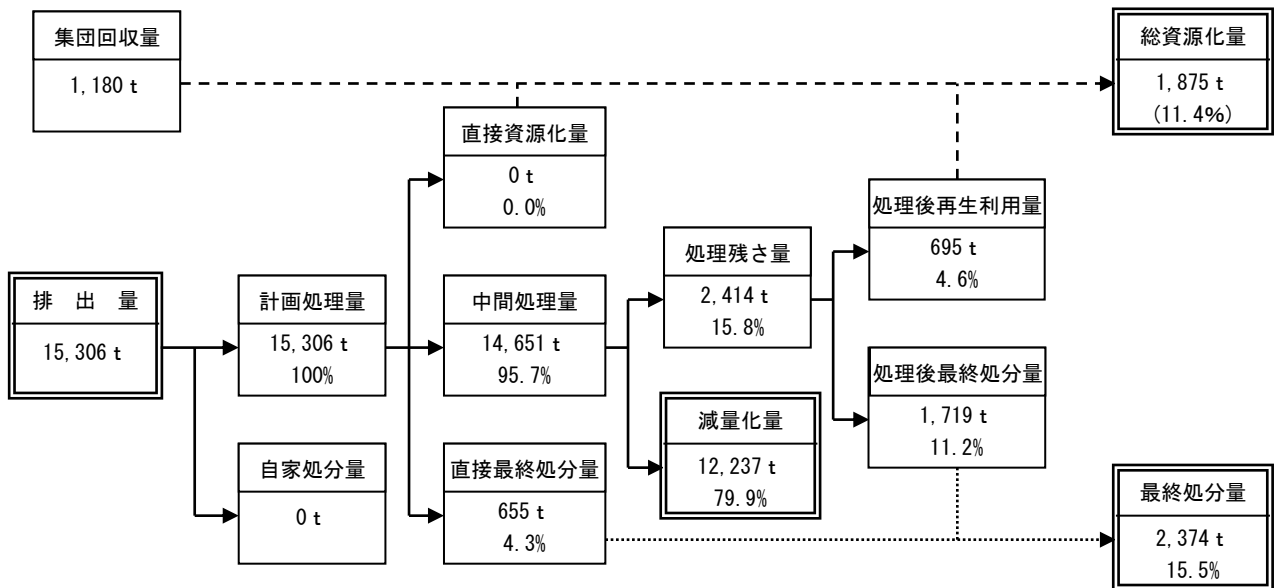 集団回収量
1,180 t
総資源化量
1,875 t
(11.4%)
直接資源化量
0 t
0.0%
処理後再生利用量
695 t
4.6%
処理残さ量
2,414 t
15.8%
排 出 量
15,306 t
計画処理量
15,306 t
100%
中間処理量
14,651 t
95.7%
処理後最終処分量
1,719 t
11.2%
減量化量
12,237 t
79.9%
自家処分量
0 t
直接最終処分量
655 t
4.3%
最終処分量
2,374 t
15.5%